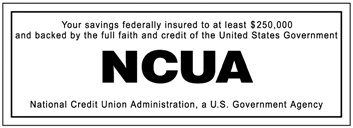 Your savings federally insured to at least $250,000
and backed by the full faith and credit of the United States Government
NCUA
National Credit Union Administration, a U.S. Government Agency